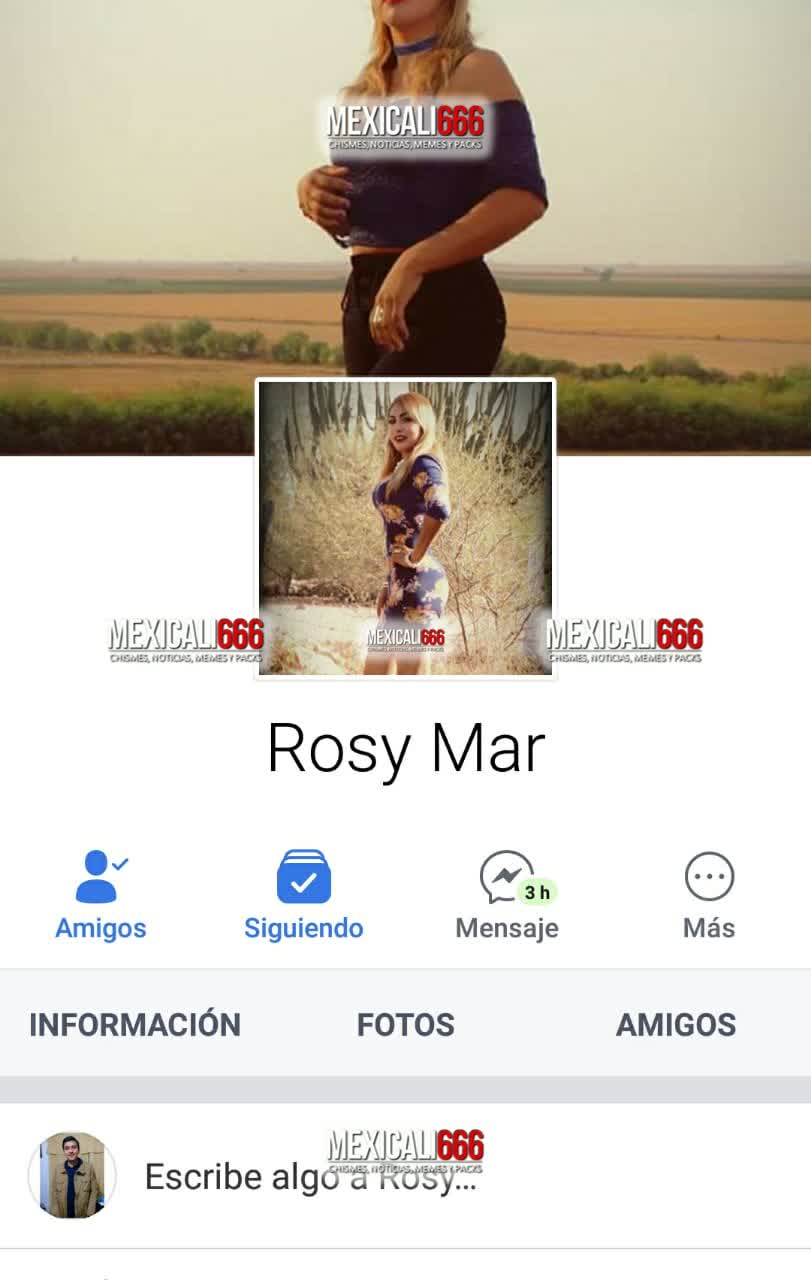 MEXICALI666
CHISMES, NOTICIAS, MEMES Y PACKS
MEXICALI666
CHISMES, NOTICIAS, MEMES Y PACKS
MEXICALI666
CHISMES, NOTICIAS, MEMES Y PACKS
MEXICALI666
CHISMES, NOTICIAS, MEMES Y PACKS
Rosy Mar
3 h
Amigos
Siguiendo
Mensaje
Más
INFORMACIÓN
FOTOS
AMIGOS
MEXICALI666
CHISMES, NOTICIAS, MEMES Y PACKS
Escribe algo a Rosy...